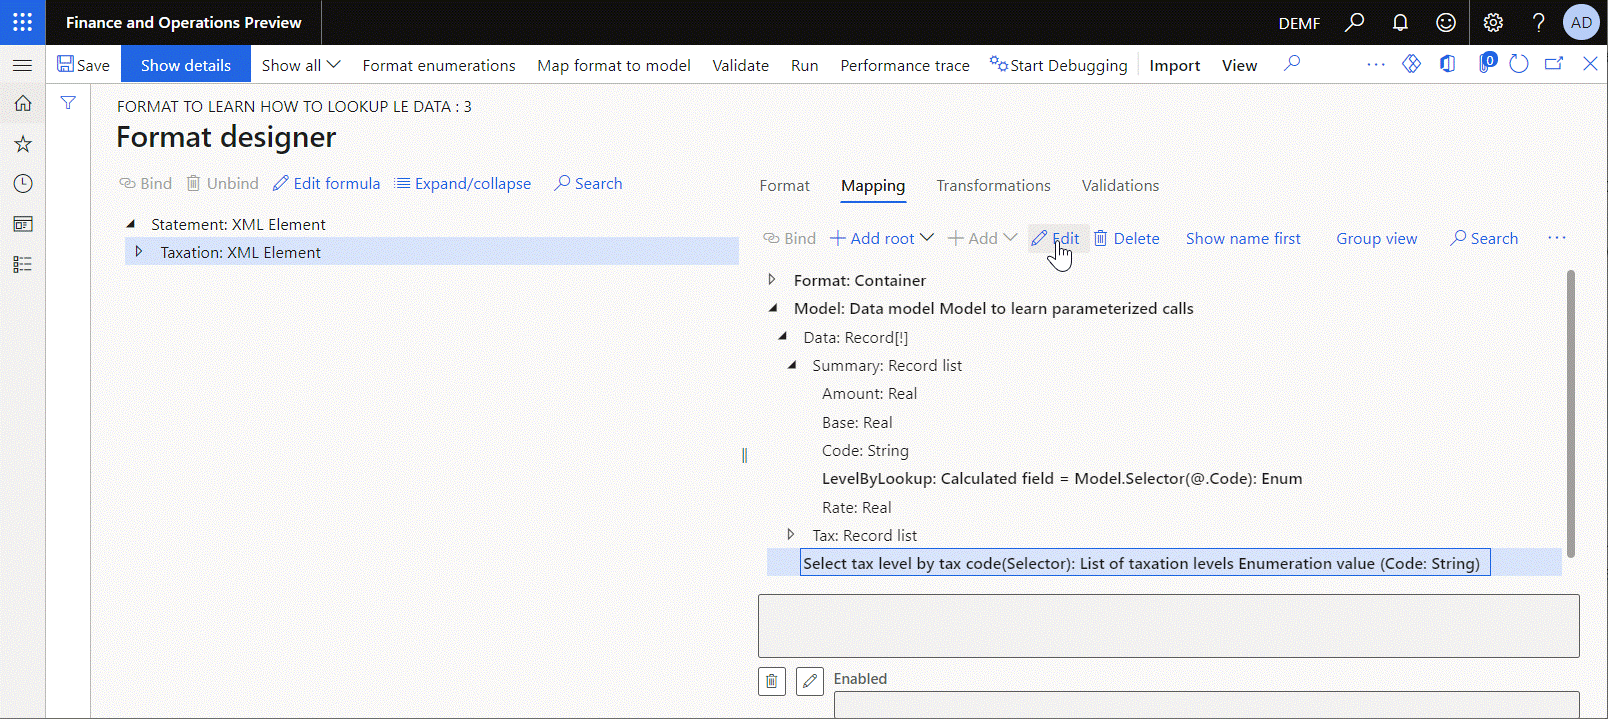 Finance and Operations Preview
DEMF
AD
Save
Show details
Show all
Format enumerations
Map format to model
Validate
Run
Performance trace
Start Debugging
Import
View
0
FORMAT TO LEARN HOW TO LOOKUP LE DATA : 3
Format designer
Bind
Unbind
Edit formula
Expand/collapse
Search
Statement: XML Element
Taxation: XML Element
Format
Mapping
Transformations
Validations
Bind
Add root
Add
Edit
Delete
Show name first
Group view
Search
Format: Container
Model: Data model Model to learn parameterized calls
Data: Record[!]
Summary: Record list
Amount: Real
Base: Real
Code: String
LevelByLookup: Calculated field = Model.Selector(@.Code): Enum
Rate: Real
Tax: Record list
Select tax level by tax code(Selector): List of taxation levels Enumeration value (Code: String)
Enabled